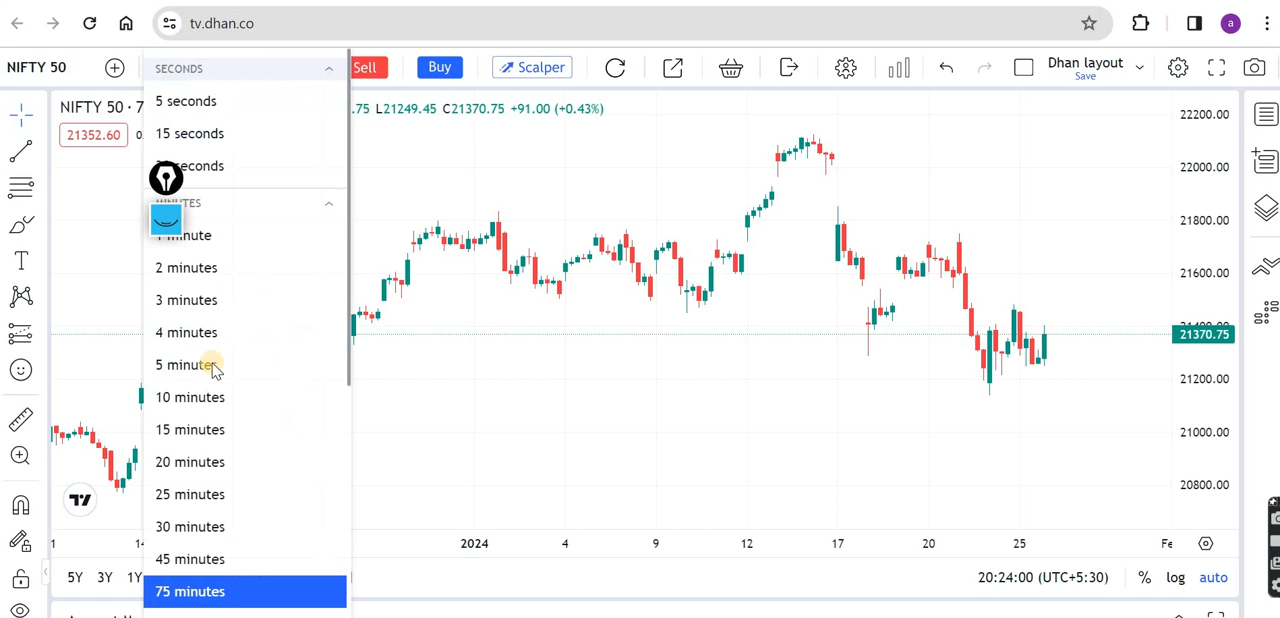 tv.dhan.co
a
NIFTY 50
SECONDS
Sell
Buy
Scalper
Dhan layout
Save
5 seconds
15 seconds
seconds
MINUTES
minute
2 minutes
3 minutes
4 minutes
5 minutes
10 minutes
15 minutes
20 minutes
25 minutes
30 minutes
45 minutes
75 minutes
NIFTY 50 · 7
.75 L21249.45 C21370.75 +91.00 (+0.43%)
21352.60
0.
22200.00
22000.00
21800.00
21600.00
21400.00
21370.75
21200.00
21000.00
20800.00
14
2024
4
9
12
17
20
25
Fe
5Y
3Y
1Y
20:24:00 (UTC+5:30)
%
log
auto